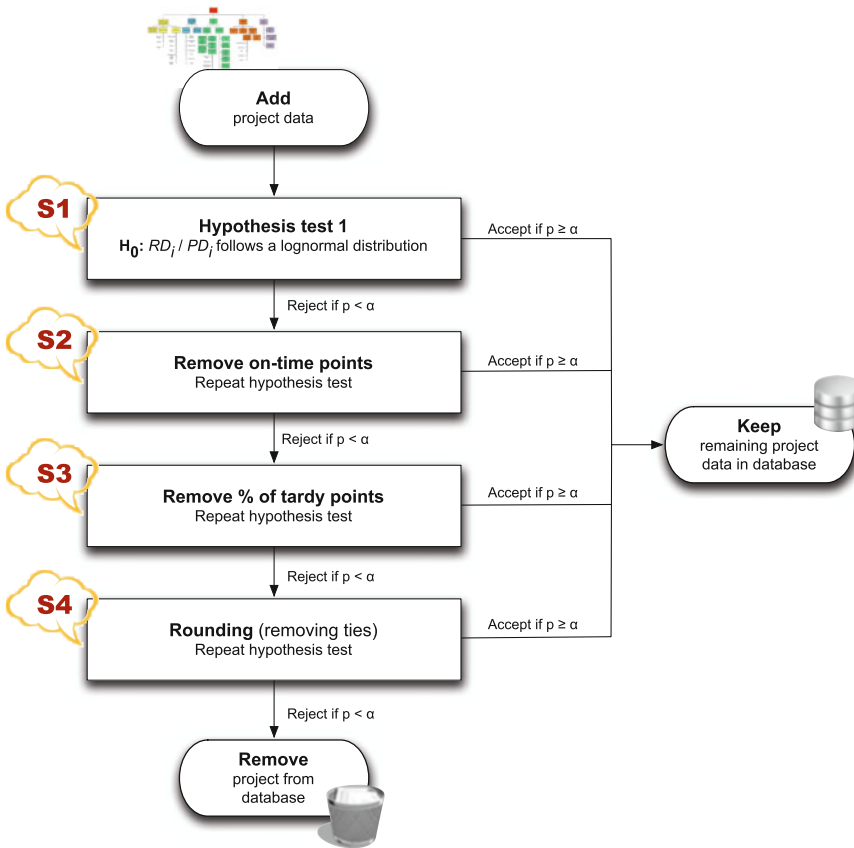 Add
project data
S1
Hypothesis test 1
H0: RDi / PDi follows a lognormal distribution
Accept if p ≥ α
Reject if p < α
S2
Remove on-time points
Repeat hypothesis test
Accept if p ≥ α
Reject if p < α
Keep
remaining project
data in database
S3
Remove % of tardy points
Repeat hypothesis test
Accept if p ≥ α
Reject if p < α
S4
Rounding (removing ties)
Repeat hypothesis test
Accept if p ≥ α
Reject if p < α
Remove
project from
database